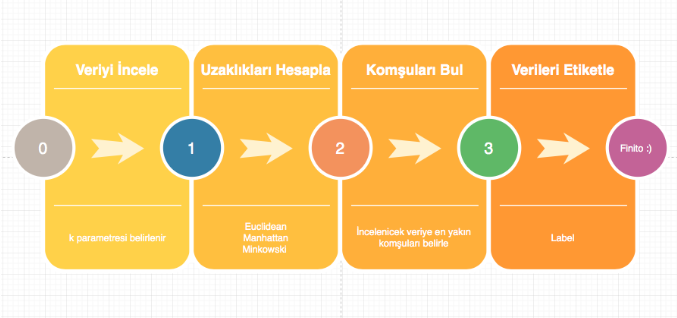 Veriyi İncele
Uzaklıkları Hesapla
Komşuları Bul
Verileri Etiketle
0
1
2
3
Finito :)
k parametresi belirlenir
Euclidean
Manhattan
Minkowski
İncelenicek veriye en yakın
komşuları belirle
Label